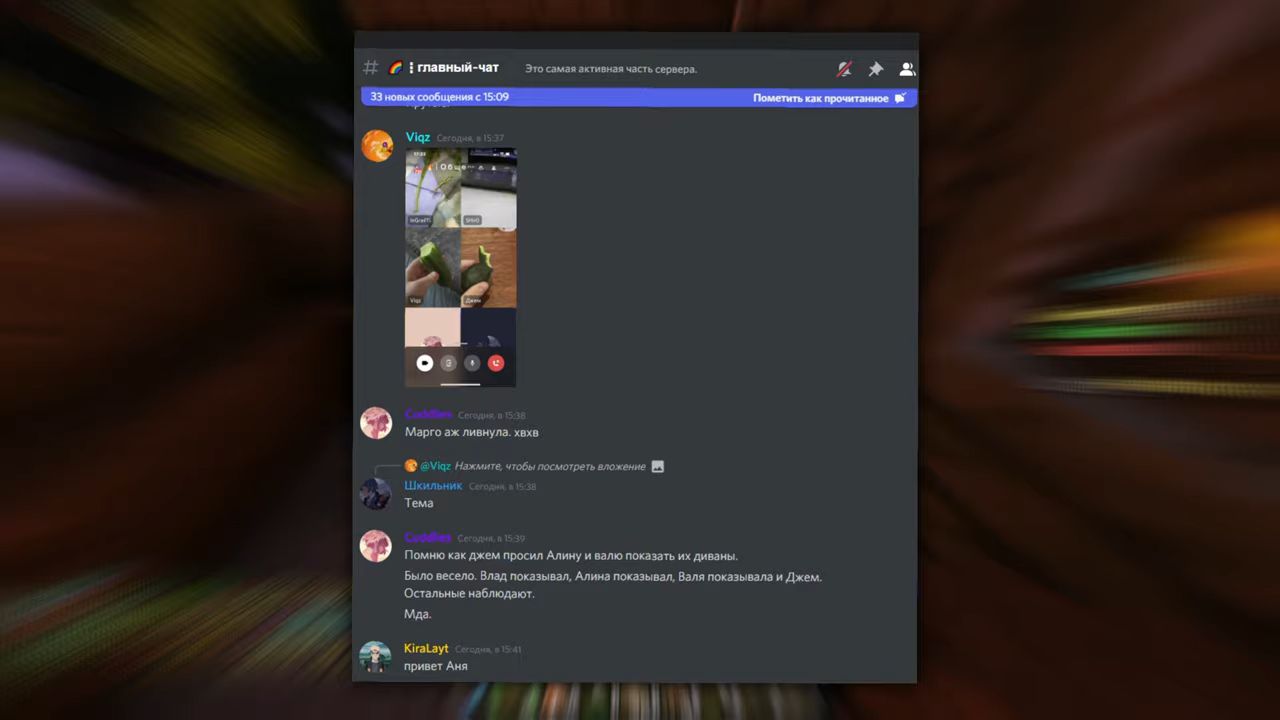 главный-чат Это самая активная часть сервера.
33 новых сообщения с 15:09 Пометить как прочитанное
Viqz Сегодня, в 15:37
Viqz Джем
Cuddles Сегодня, в 15:38
Марго аж ливнула. хвхв
@Viqz Нажмите, чтобы посмотреть вложение
Шкильник Сегодня, в 15:38
Тема
Cuddles Сегодня, в 15:39
Помню как джем просил Алину и валю показать их диваны.
Было весело. Влад показывал, Алина показывал, Валя показывала и Джем.
Остальные наблюдают.
Мда.
KiraLayt Сегодня, в 15:41
привет Аня